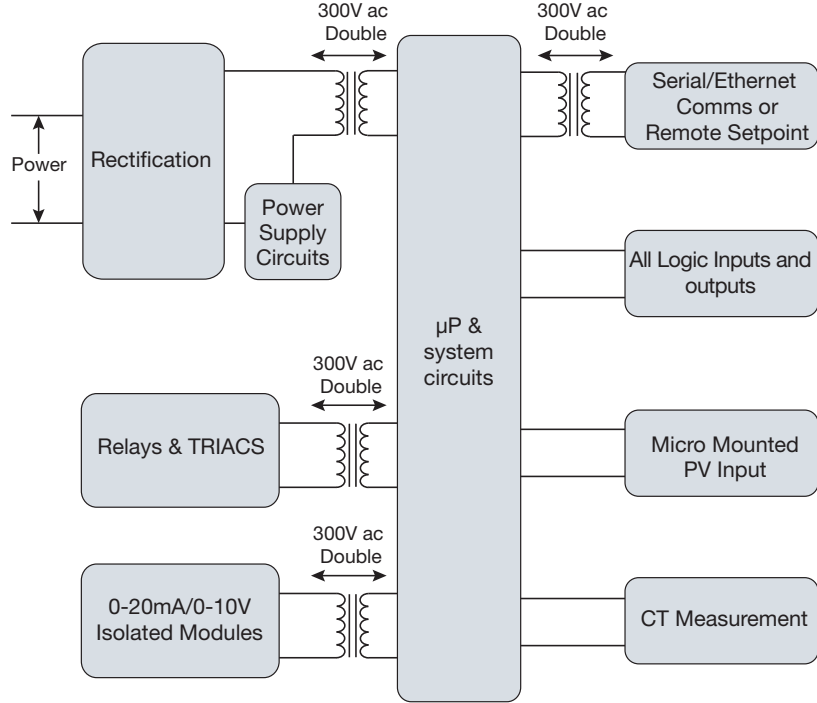 300V ac
Double
300V ac
Double
Power
Rectification
Power
Supply
Circuits
Serial/Ethernet
Comms or
Remote Setpoint
All Logic Inputs and
outputs
µP &
system
circuits
300V ac
Double
Relays & TRIACS
Micro Mounted
PV Input
300V ac
Double
0-20mA/0-10V
Isolated Modules
CT Measurement